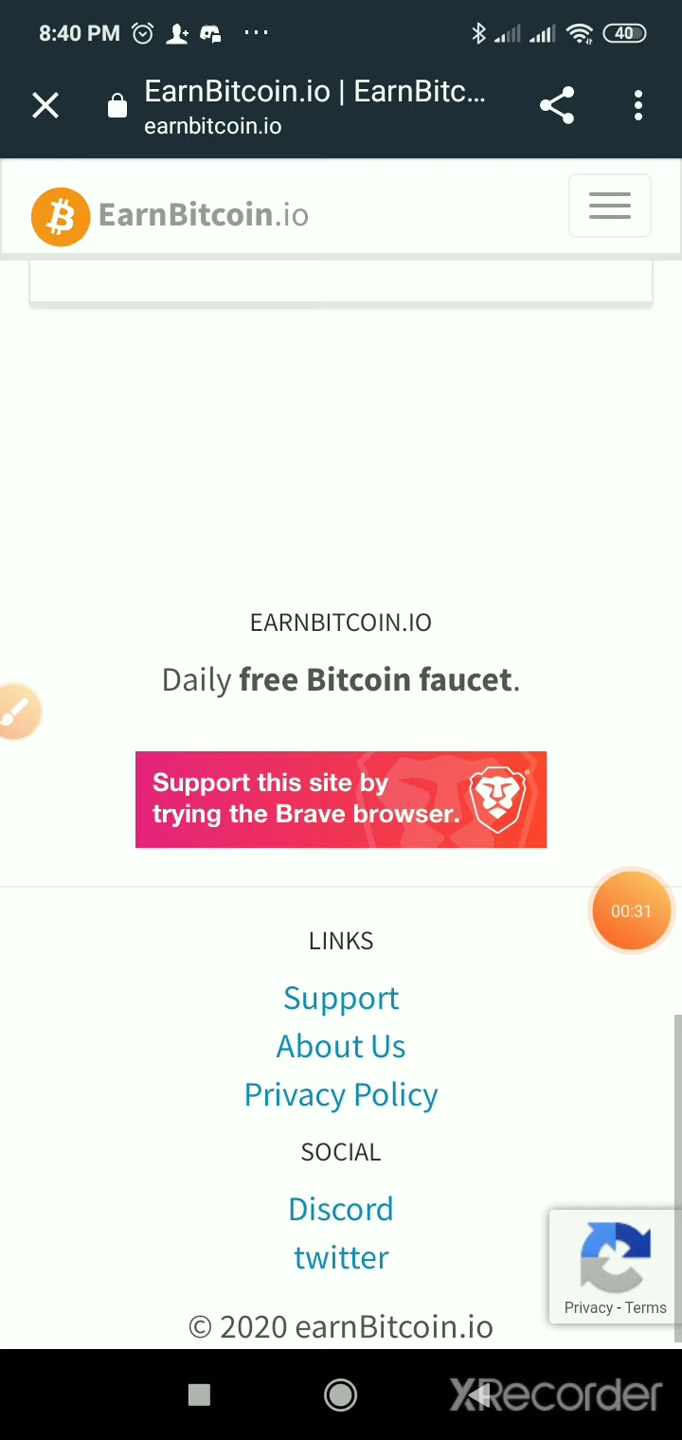 8:40 PM ... 40
EarnBitcoin.io | EarnBitc...
earnbitcoin.io
EarnBitcoin.io
EARNBITCOIN.IO
Daily free Bitcoin faucet.
Support this site by
trying the Brave browser.
00:31
LINKS
Support
About Us
Privacy Policy
SOCIAL
Discord
twitter
Privacy - Terms
© 2020 earnBitcoin.io
XRecorder